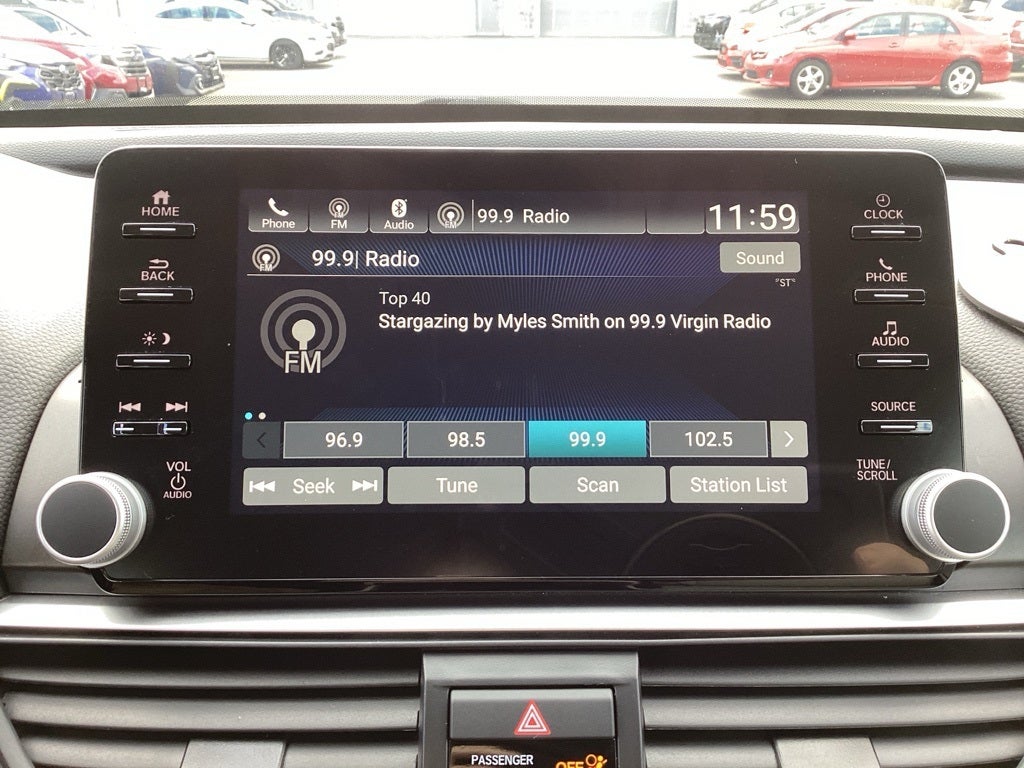 HOME
BACK
VOL
AUDIO
Phone
FM
Audio
FM
99.9 Radio
11:59
FM
99.9| Radio
Sound
°ST°
Top 40
Stargazing by Myles Smith on 99.9 Virgin Radio
FM
96.9
98.5
99.9
102.5
Seek
Tune
Scan
Station List
CLOCK
PHONE
AUDIO
SOURCE
TUNE/
SCROLL
PASSENGER
OFF